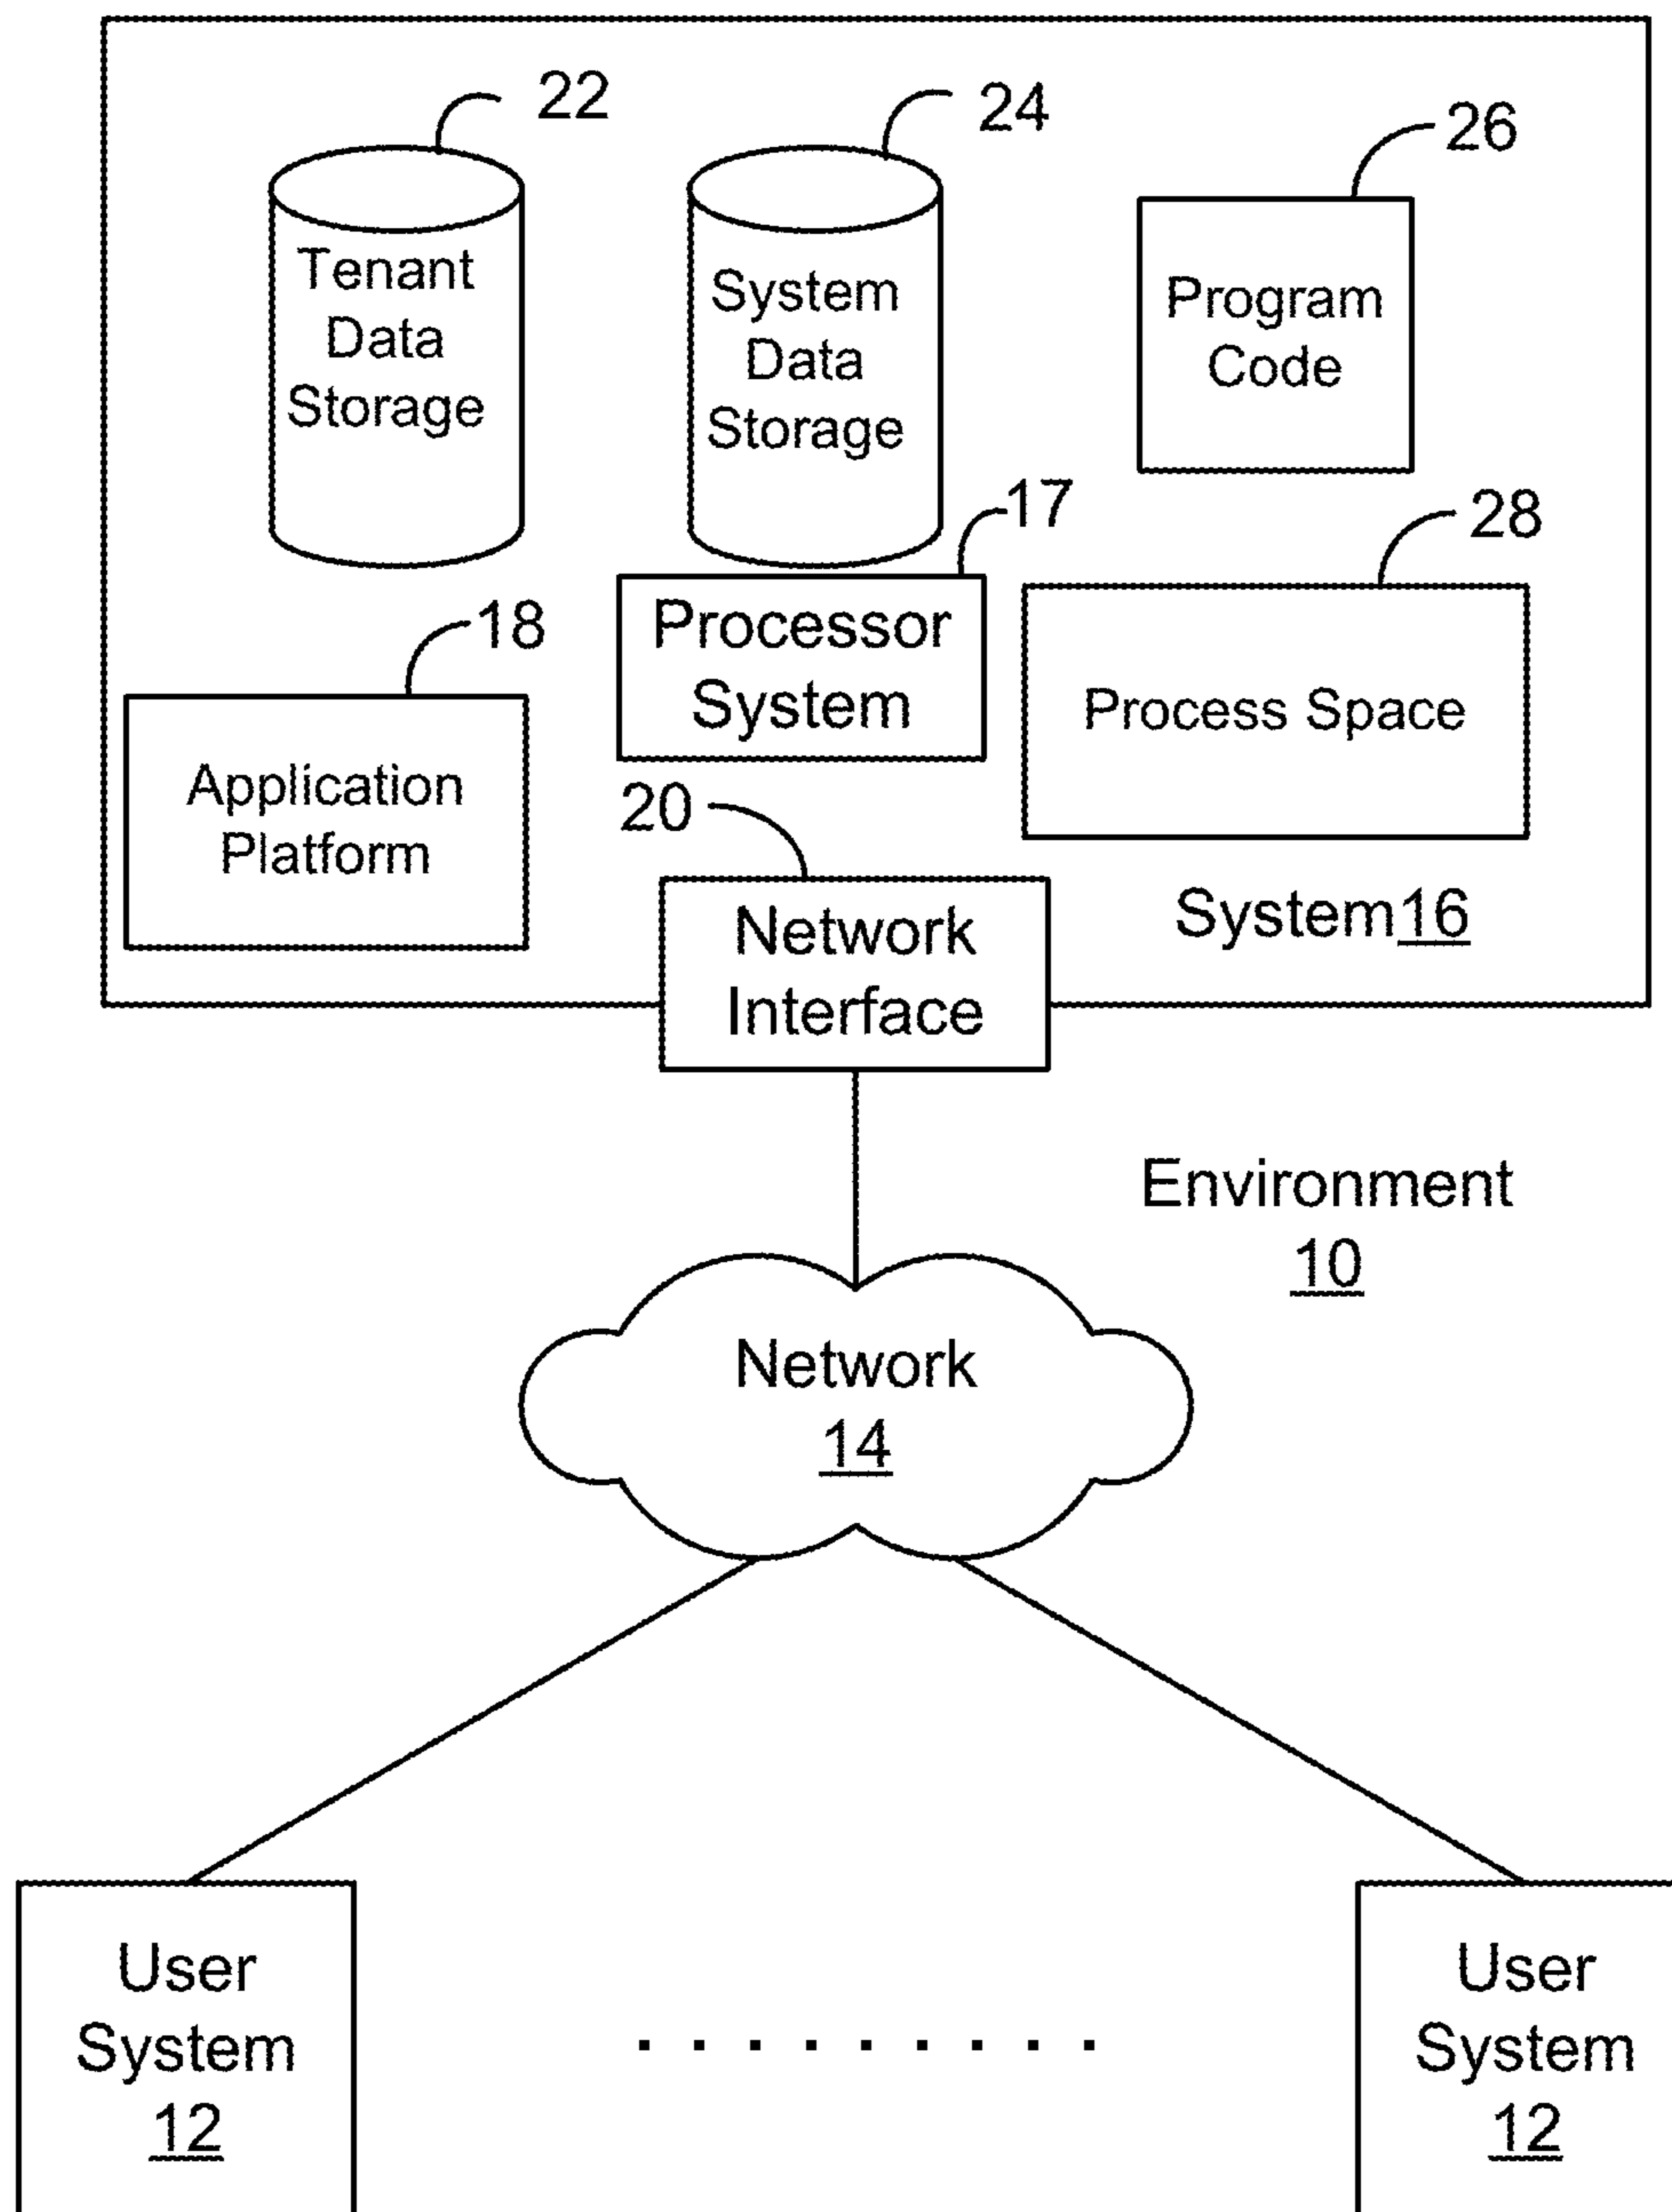 22
24
26
Tenant
Data
Storage
System
Data
Storage
Program
Code
17
28
18
Processor
System
Process Space
Application
Platform
20
Network
Interface
System16
Environment
10
Network
14
User
System
12
. . . . . . . . .
User
System
12